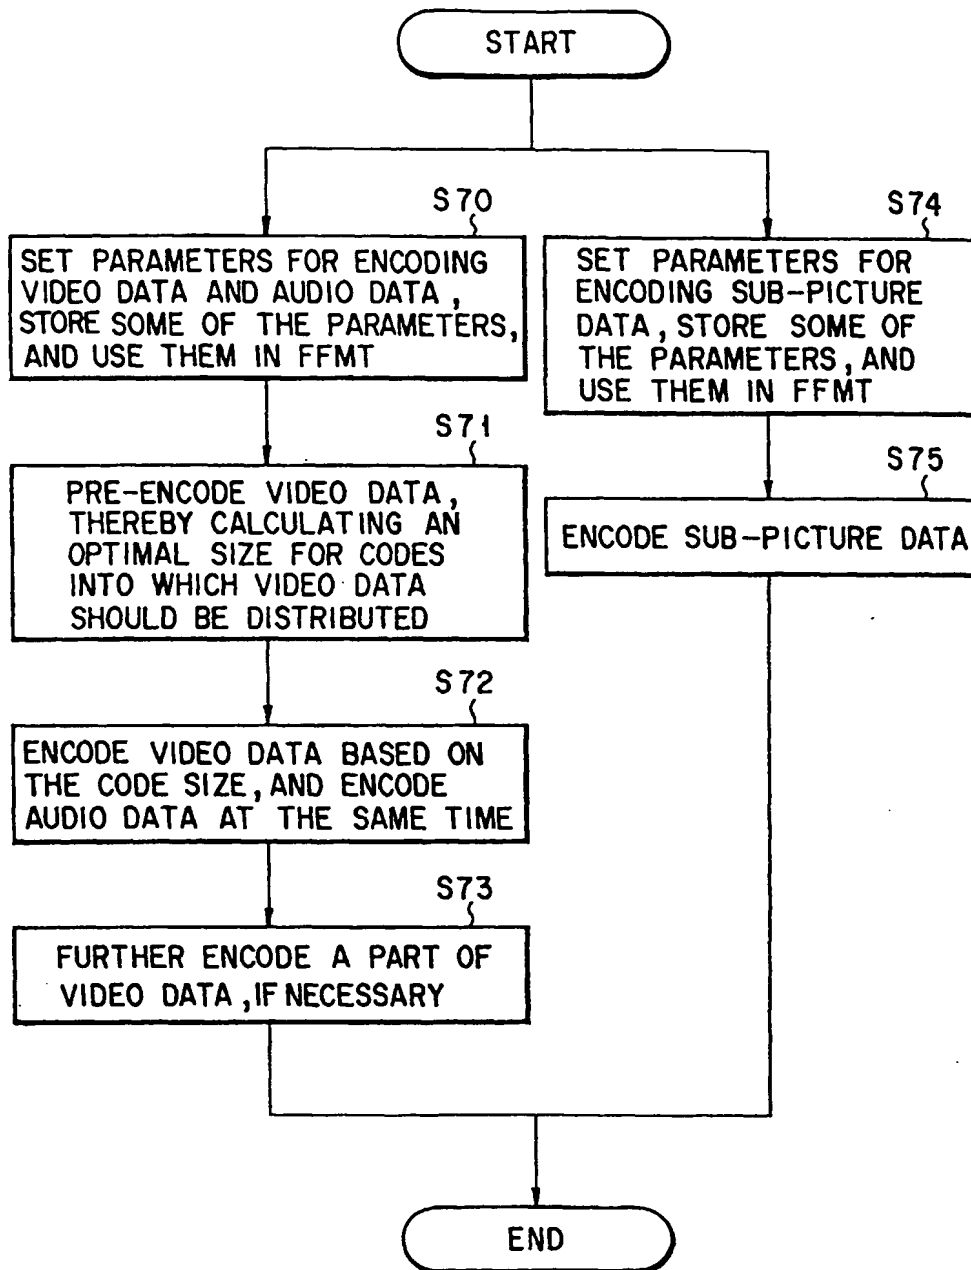 START
S70
SET PARAMETERS FOR ENCODING
VIDEO DATA AND AUDIO DATA,
STORE SOME OF THE PARAMETERS,
AND USE THEM IN FFMT
S71
PRE-ENCODE VIDEO DATA,
THEREBY CALCULATING AN
OPTIMAL SIZE FOR CODES
INTO WHICH VIDEO DATA
SHOULD BE DISTRIBUTED
S72
ENCODE VIDEO DATA BASED ON
THE CODE SIZE, AND ENCODE
AUDIO DATA AT THE SAME TIME
S73
FURTHER ENCODE A PART OF
VIDEO DATA, IF NECESSARY
S74
SET PARAMETERS FOR
ENCODING SUB-PICTURE
DATA, STORE SOME OF
THE PARAMETERS, AND
USE THEM IN FFMT
S75
ENCODE SUB-PICTURE DATA
END